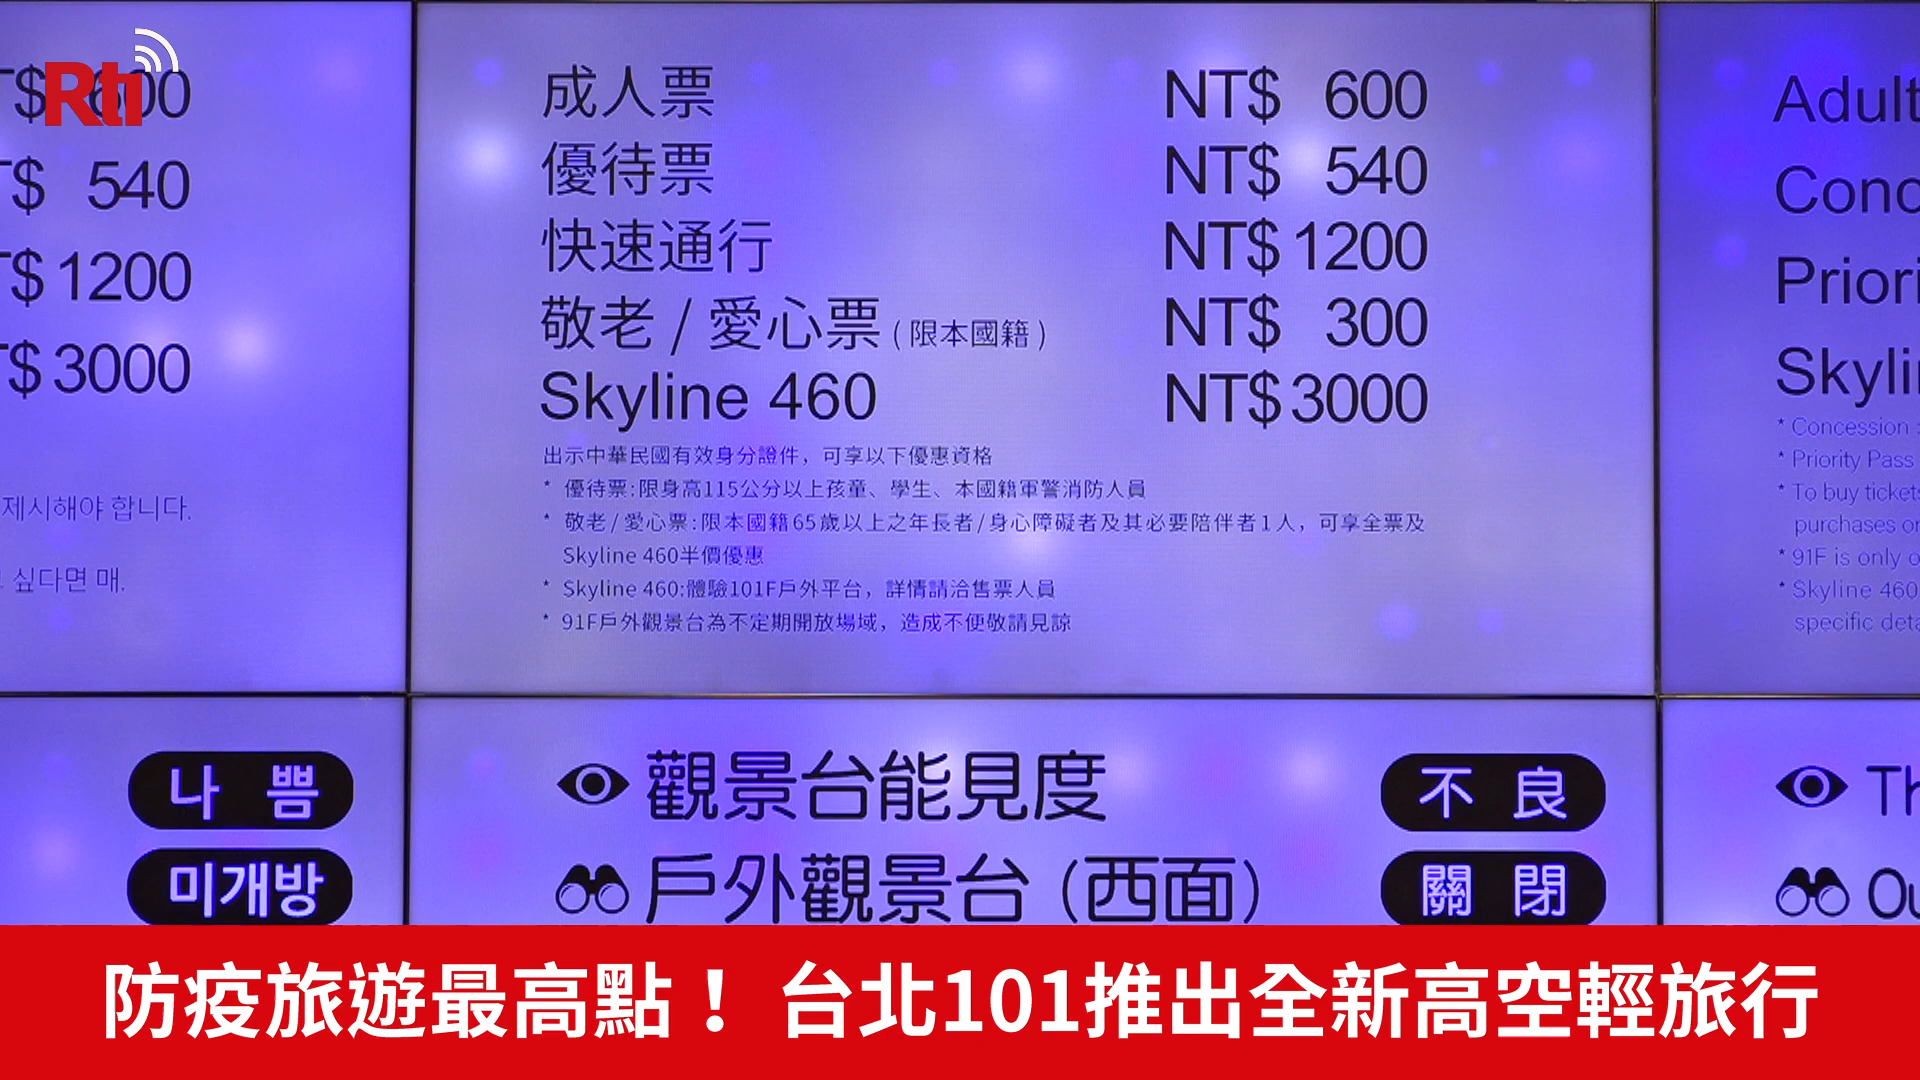 Rti
T$ 600
T$ 540
T$ 1200
T$ 3000
제시해야 합니다.
싶다면 매.
나 쁨
미개방
成人票 NT$ 600
優待票 NT$ 540
快速通行 NT$ 1200
敬老 / 愛心票 ( 限本國籍 ) NT$ 300
Skyline 460 NT$ 3000
出示中華民國有效身分證件，可享以下優惠資格
* 優待票:限身高115公分以上孩童、學生、本國籍軍警消防人員
* 敬老/愛心票:限本國籍65歲以上之年長者/身心障礙者及其必要陪伴者1人，可享全票及
Skyline 460半價優惠
* Skyline 460:體驗101F戶外平台，詳情請洽售票人員
* 91F戶外觀景台為不定期開放場域，造成不便敬請見諒
觀景台能見度 不 良
戶外觀景台 (西面) 關 閉
Adult
Conc
Priori
Skyli
* Concession
* Priority Pass
* To buy tickets
purchases or
* 91F is only o
* Skyline 460
specific deta
Th
Ou
防疫旅遊最高點！ 台北101推出全新高空輕旅行